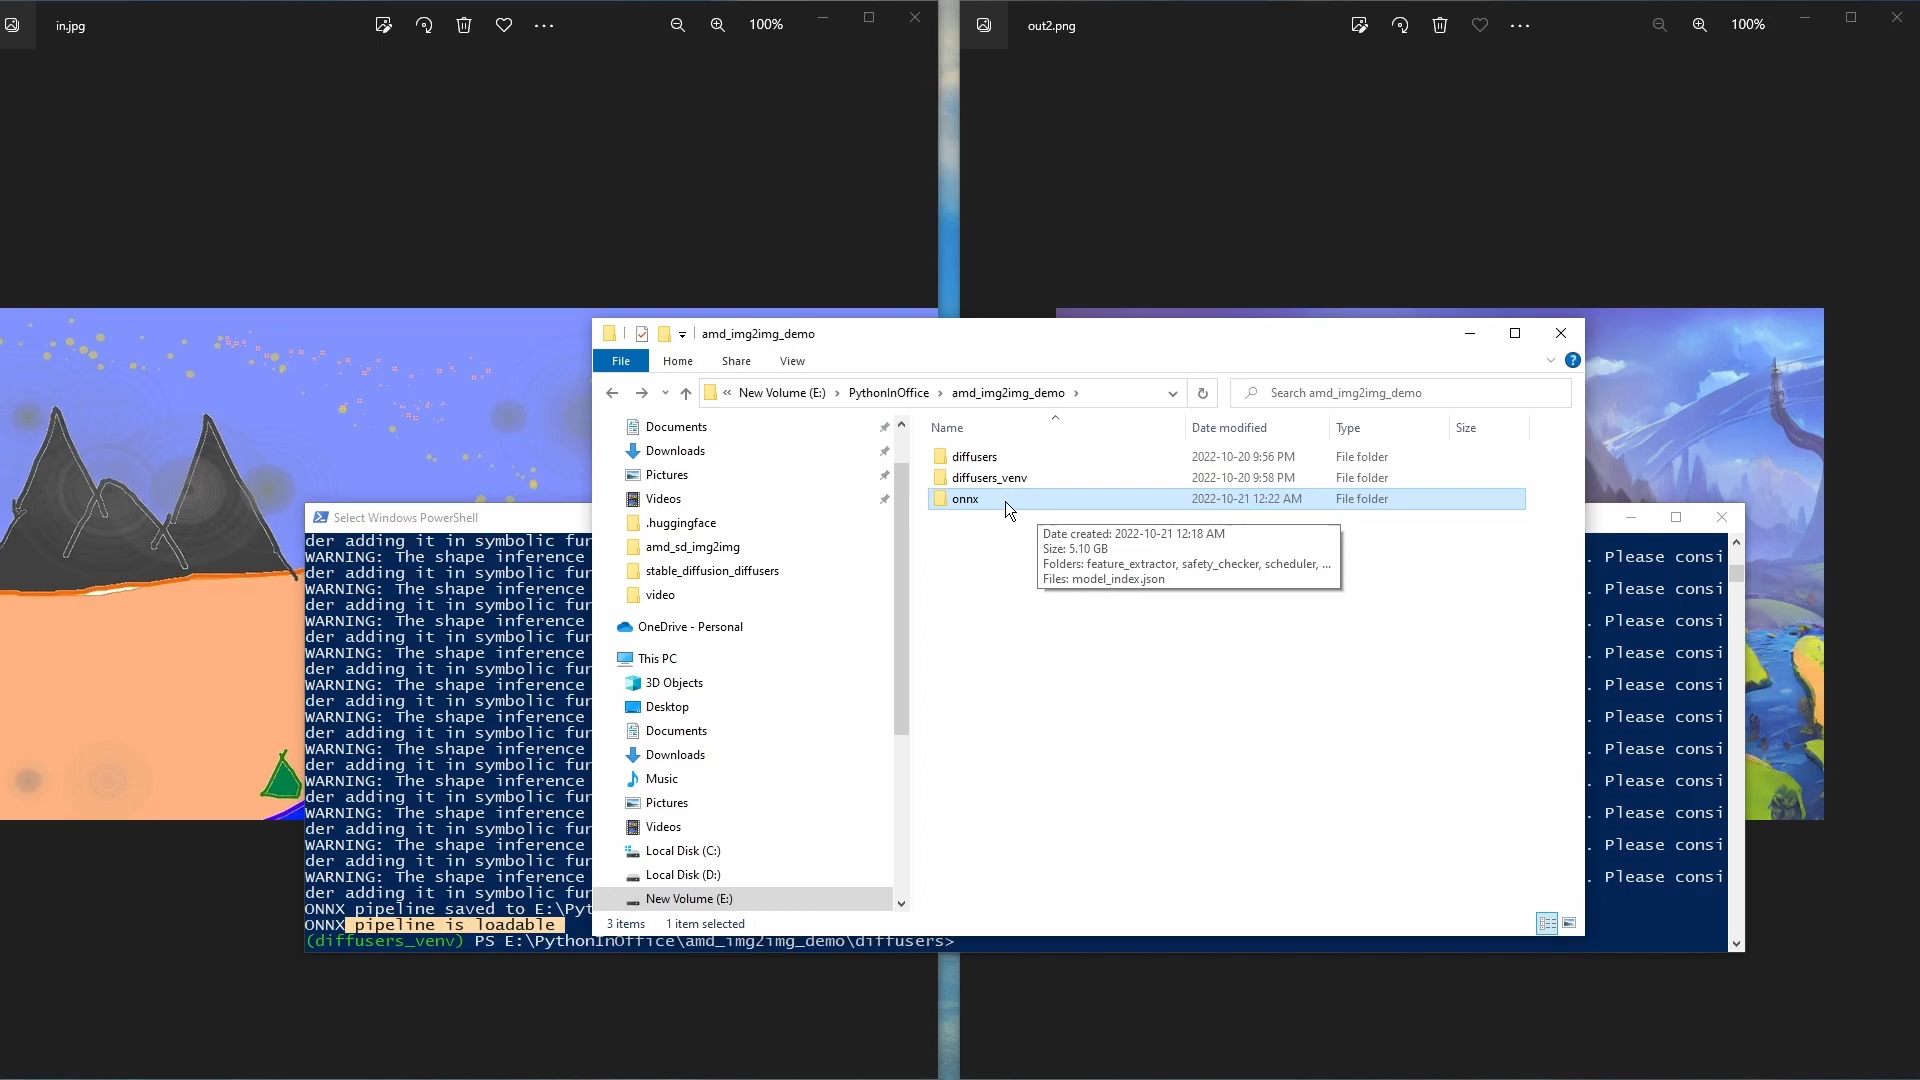 in.jpg
100%
out2.png
100%
amd_img2img_demo
File Home Share View
« New Volume (E:) › PythonInOffice › amd_img2img_demo ›
Search amd_img2img_demo
Documents
Downloads
Pictures
Videos
.huggingface
amd_sd_img2img
stable_diffusion_diffusers
video
OneDrive - Personal
This PC
3D Objects
Desktop
Documents
Downloads
Music
Pictures
Videos
Local Disk (C:)
Local Disk (D:)
New Volume (E:)
Name Date modified Type Size
diffusers 2022-10-20 9:56 PM File folder
diffusers_venv 2022-10-20 9:58 PM File folder
onnx 2022-10-21 12:22 AM File folder
Date created: 2022-10-21 12:18 AM
Size: 5.10 GB
Folders: feature_extractor, safety_checker, scheduler, ...
Files: model_index.json
3 items 1 item selected
Select Windows PowerShell
der adding it in symbolic fur
WARNING: The shape inference . Please consi
der adding it in symbolic fur
WARNING: The shape inference . Please consi
der adding it in symbolic fur
WARNING: The shape inference . Please consi
der adding it in symbolic fur
WARNING: The shape inference . Please consi
der adding it in symbolic fur
WARNING: The shape inference . Please consi
der adding it in symbolic fur
WARNING: The shape inference . Please consi
der adding it in symbolic fur
WARNING: The shape inference . Please consi
der adding it in symbolic fur
WARNING: The shape inference . Please consi
der adding it in symbolic fur
WARNING: The shape inference . Please consi
der adding it in symbolic fur
WARNING: The shape inference . Please consi
der adding it in symbolic fur
WARNING: The shape inference . Please consi
der adding it in symbolic fur
ONNX pipeline saved to E:\Pyt
ONNX pipeline is loadable
(diffusers_venv) PS E:\PythonInOffice\amd_img2img_demo\diffusers>